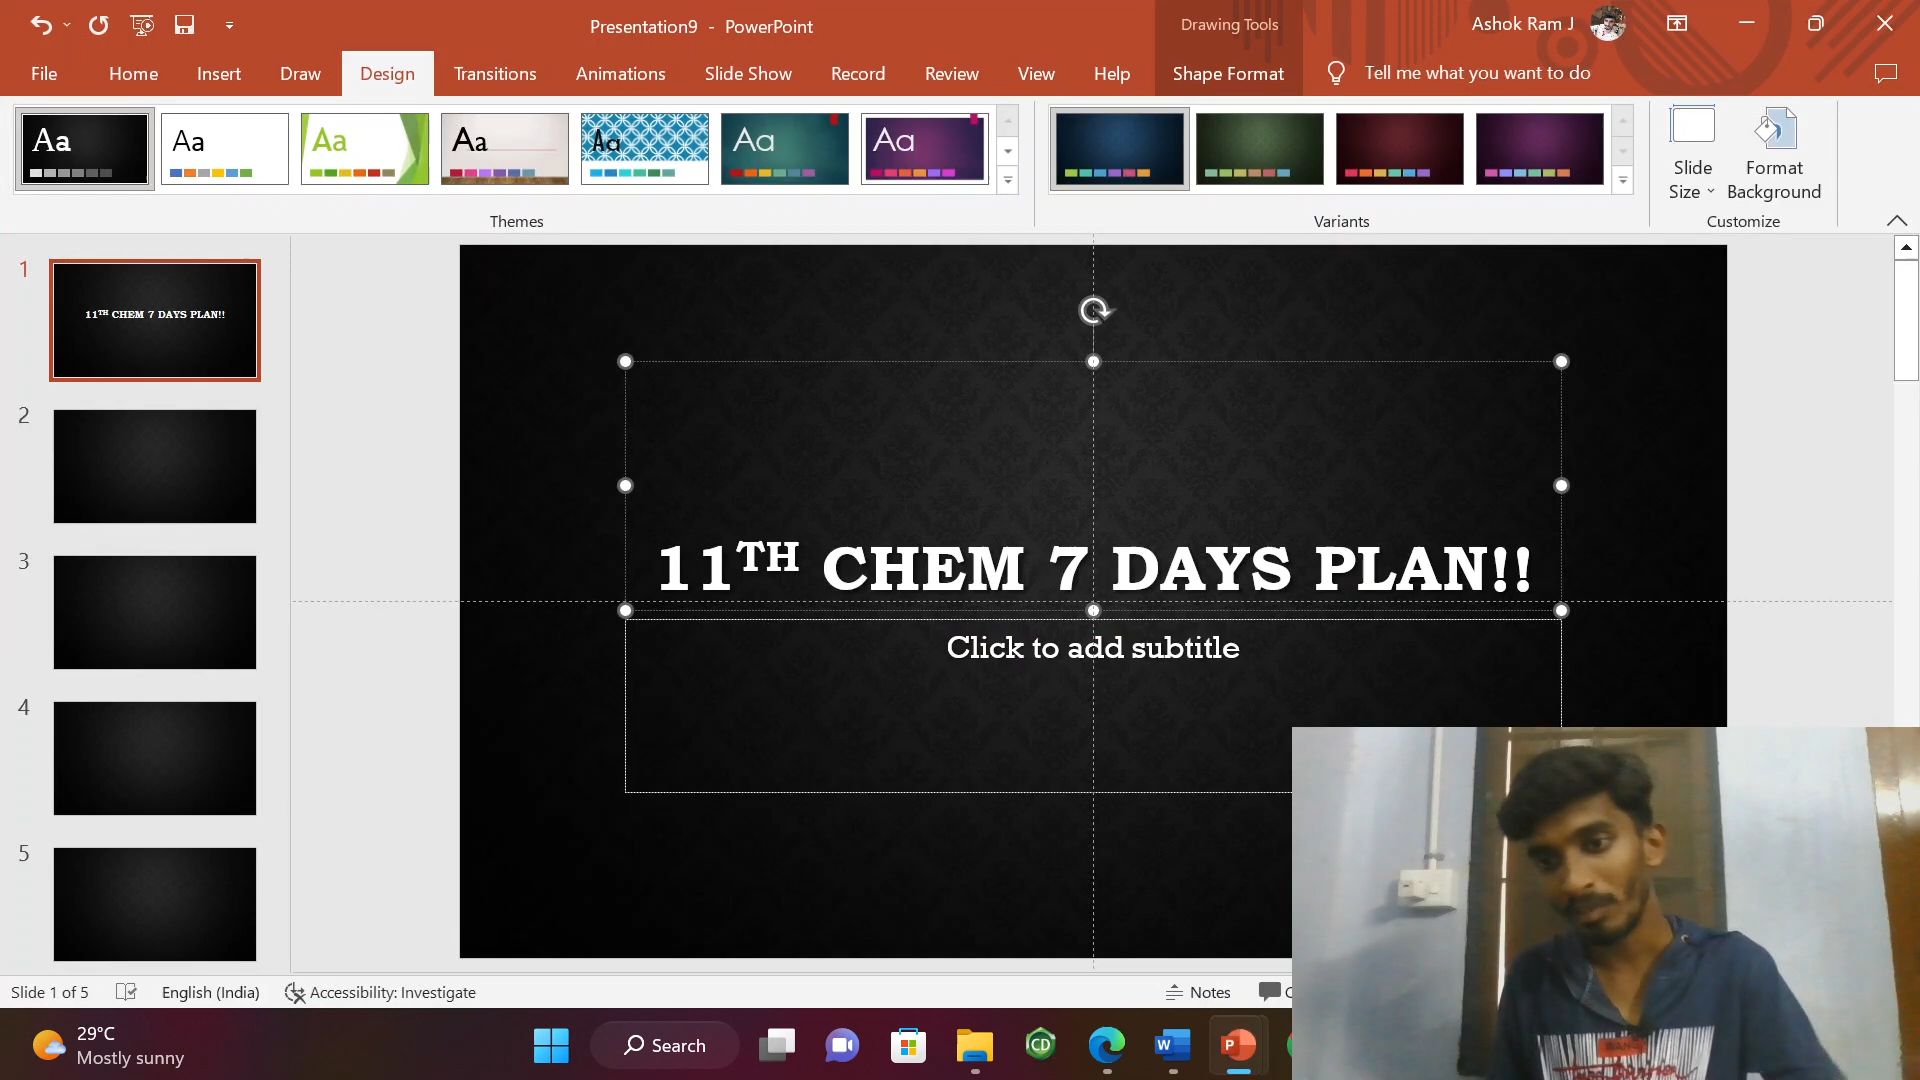 Presentation9 - PowerPoint
Drawing Tools
Ashok Ram J
File
Home
Insert
Draw
Design
Transitions
Animations
Slide Show
Record
Review
View
Help
Shape Format
Tell me what you want to do
Aa
Aa
Aa
Aa
Aa
Aa
Aa
Slide
Size
Format
Background
Themes
Variants
Customize
1
11TH CHEM 7 DAYS PLAN!!
2
3
4
5
11TH CHEM 7 DAYS PLAN!!
Click to add subtitle
Slide 1 of 5
English (India)
Accessibility: Investigate
Notes
29°C
Mostly sunny
Search
CD
W
P